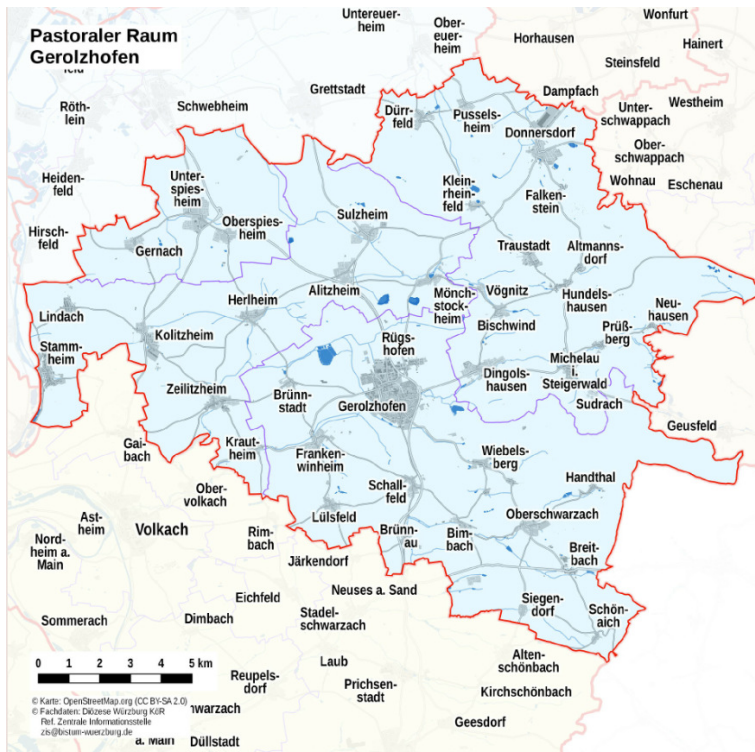 Pastoraler Raum
Gerolzhofen
feld
Untereuer-
heim
Ober-
euer-
heim
Wonfurt
Horhausen
Hainert
Steinsfeld
Grettstadt
Dampfach
Röth-
lein
Schwebheim
Dürr-
feld
Pussels-
heim
Donnersdorf
Unter-
schwappach
Westheim
Ober-
schwappach
Wohnau
Eschenau
Heiden-
feld
Unter-
spies-
heim
Klein-
rhein-
feld
Falken-
stein
Hirsch-
feld
Oberspies-
heim
Sulzheim
Gernach
Traustadt
Altmanns-
dorf
Alitzheim
Mönch-
stock-
heim
Vögnitz
Hundels-
hausen
Neu-
hausen
Lindach
Herlheim
Bischwind
Kolitzheim
Prüß-
berg
Stamm-
heim
Rügs-
hofen
Michelau
i.
Steigerwald
Dingols-
hausen
Zeilitzheim
Brünn-
stadt
Gerolzhofen
Sudrach
Geusfeld
Gai-
bach
Kraut-
heim
Franken-
winheim
Wiebels-
berg
Handthal
Schall-
feld
Ober-
volkach
Lülsfeld
Oberschwarzach
Ast-
heim
Volkach
Rim-
bach
Brünn-
au
Bim-
bach
Breit-
bach
Nord-
heim a.
Main
Järkendorf
Neuses a. Sand
Eichfeld
Siegen-
dorf
Schön-
aich
Sommerach
Dimbach
Stadel-
schwarzach
Laub
Alten-
schönbach
Reupels-
dorf
Prichsen-
stadt
Kirchschönbach
Geesdorf
0 1 2 3 4 5 km
© Karte: OpenStreetMap.org (CC BY-SA 2.0)
© Fachdaten: Diözese Würzburg KöR
Ref. Zentrale Informationsstelle
zis@bistum-wuerzburg.de
warzach
a. Main
Düllstadt